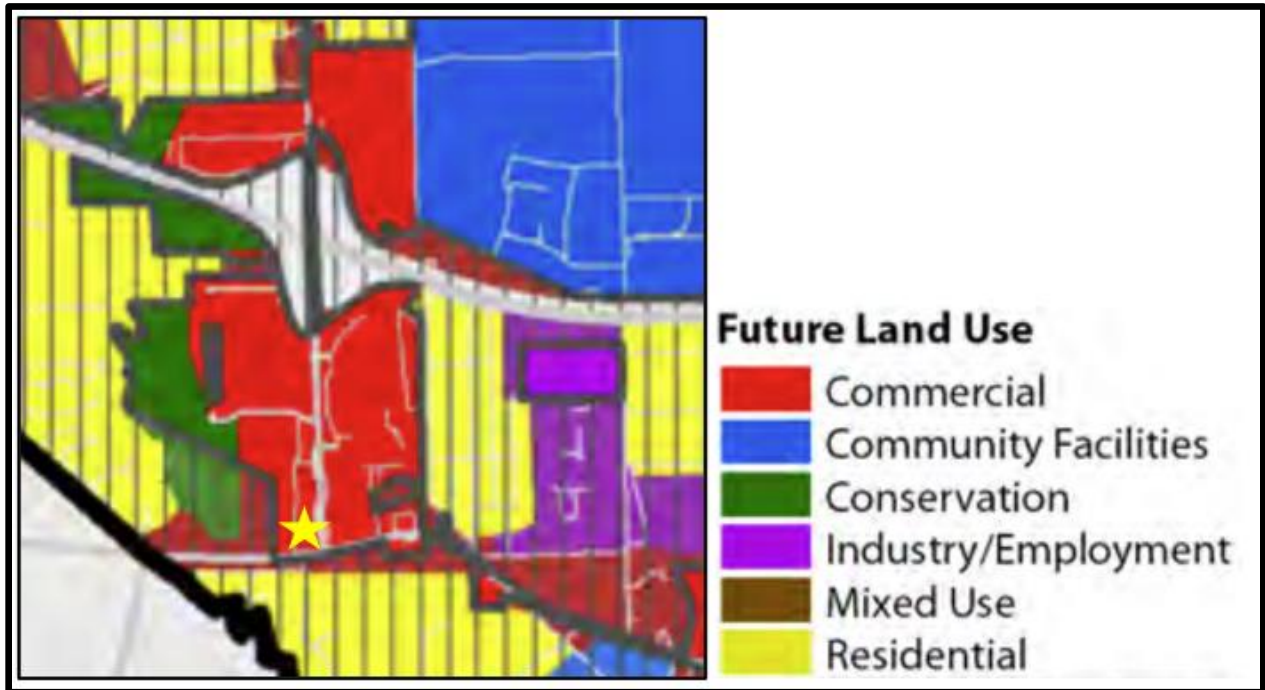 Future Land Use
Commercial
Community Facilities
Conservation
Industry/Employment
Mixed Use
Residential